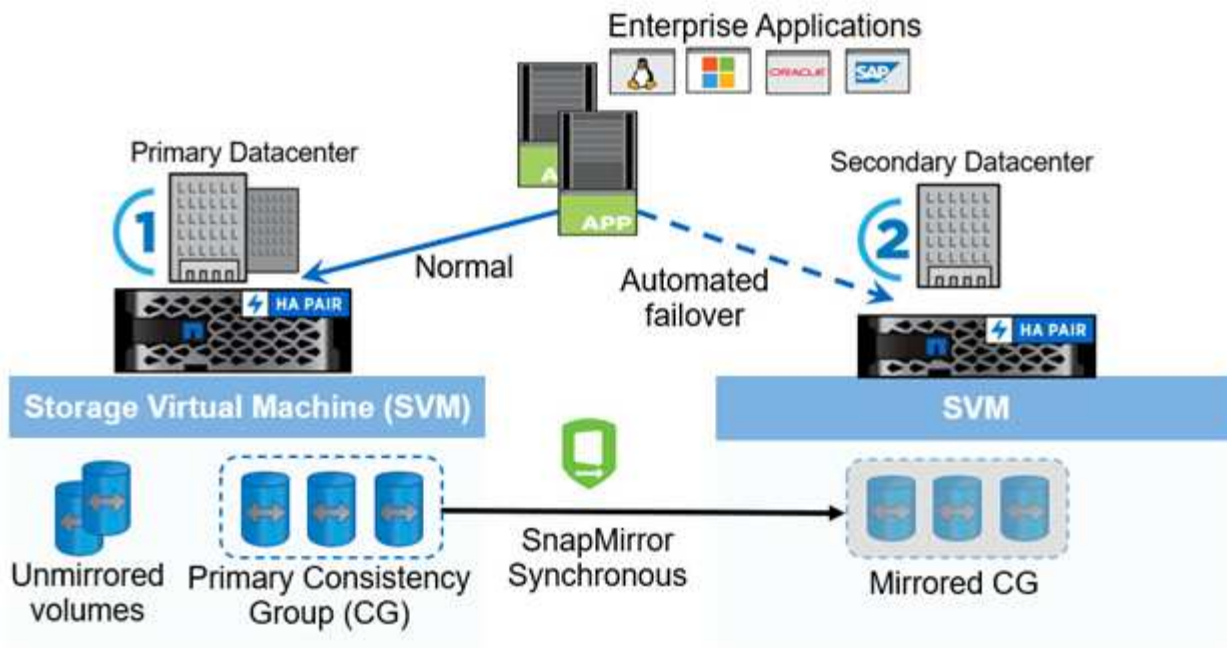 Enterprise Applications
ORACLE
SAP
Primary Datacenter
Secondary Datacenter
1
A
APP
2
Normal
Automated
failover
HA PAIR
HA PAIR
Storage Virtual Machine (SVM)
SVM
SnapMirror
Synchronous
Unmirrored
volumes
Primary Consistency
Group (CG)
Mirrored CG